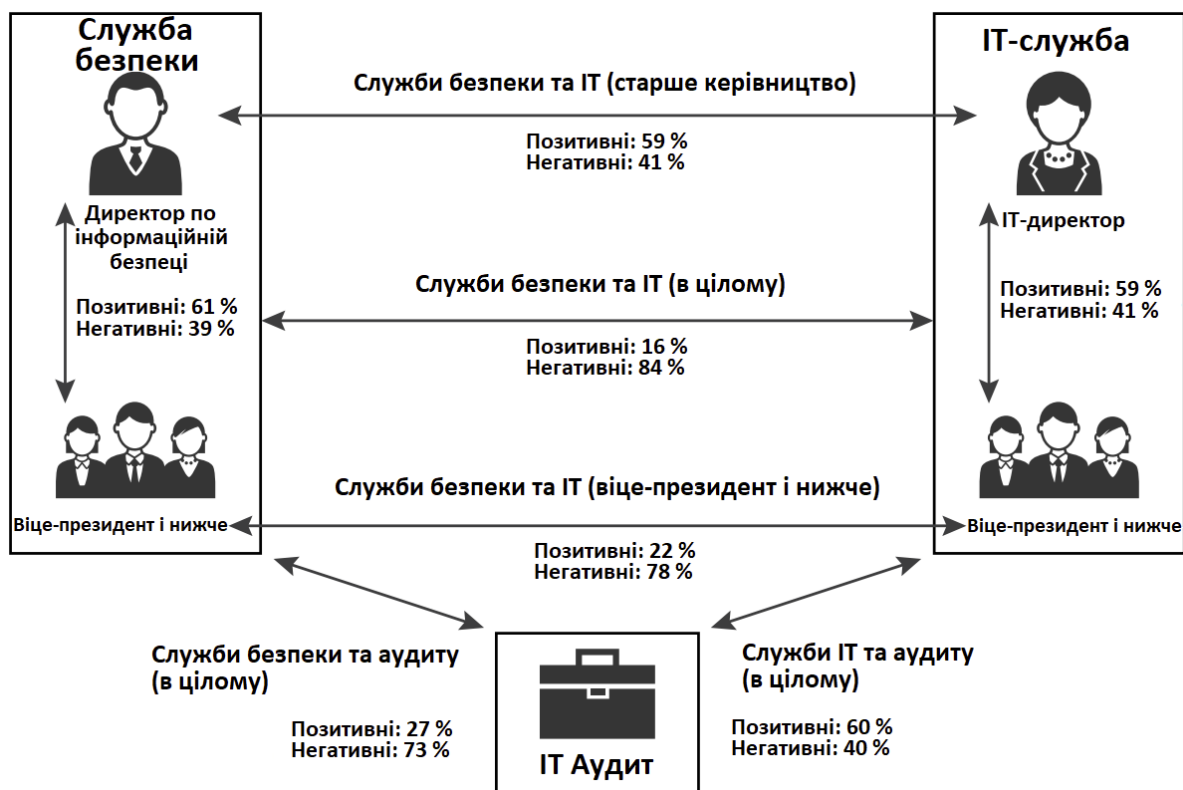 Служба
безпеки
ІТ-служба
Служби безпеки та ІТ (старше керівництво)
Позитивні: 59 %
Негативні: 41 %
Директор по
інформаційній
безпеці
ІТ-директор
Позитивні: 61 %
Негативні: 39 %
Служби безпеки та ІТ (в цілому)
Позитивні: 16 %
Негативні: 84 %
Позитивні: 59 %
Негативні: 41 %
Служби безпеки та ІТ (віце-президент і нижче)
Віце-президент і нижче
Віце-президент і нижче
Позитивні: 22 %
Негативні: 78 %
Служби безпеки та аудиту
(в цілому)
Позитивні: 27 %
Негативні: 73 %
Служби ІТ та аудиту
(в цілому)
Позитивні: 60 %
Негативні: 40 %
ІТ Аудит